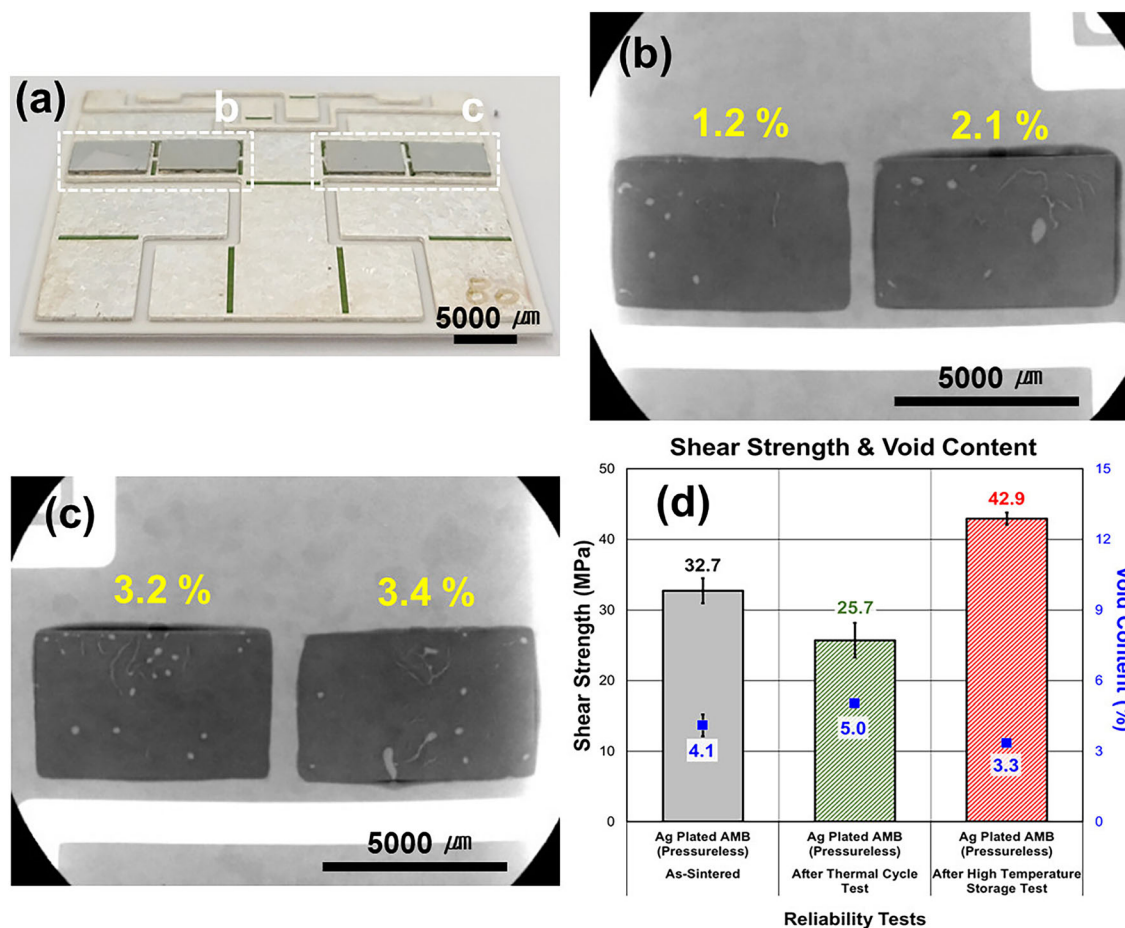 (a)
b
c
80
5000 ㎛
(b)
1.2 %
2.1 %
5000 ㎛
(c)
3.2 %
3.4 %
5000 ㎛
Shear Strength & Void Content
(d)
Shear Strength (MPa)
50
40
30
20
10
0
32.7
25.7
42.9
4.1
5.0
3.3
15
12
9
6
3
0
Void Content (%)
Ag Plated AMB
(Pressureless)
As-Sintered
Ag Plated AMB
(Pressureless)
After Thermal Cycle
Test
Ag Plated AMB
(Pressureless)
After High Temperature
Storage Test
Reliability Tests